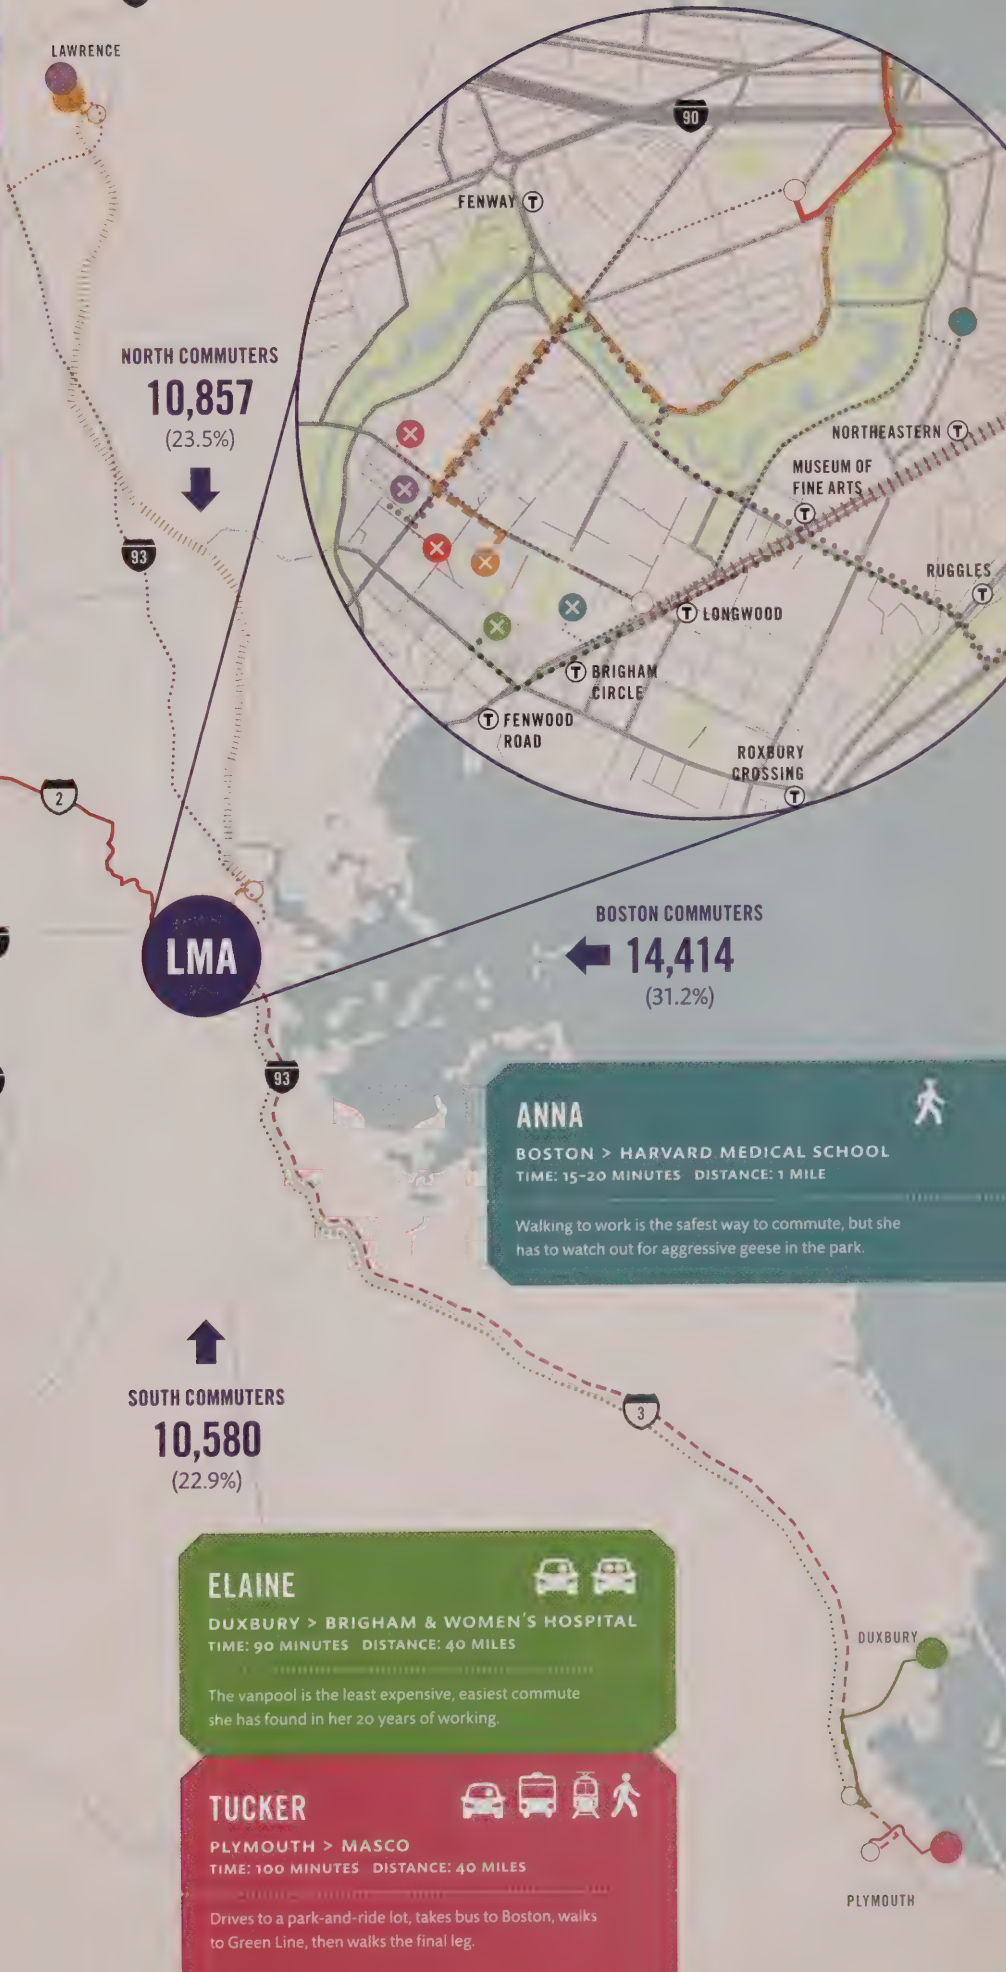 LAWRENCE
90
FENWAY T
NORTH COMMUTERS
10,857
(23.5%)
NORTHEASTERN T
MUSEUM OF
FINE ARTS
T
93
RUGGLES
T
T LONGWOOD
T BRIGHAM
CIRCLE
T FENWOOD
ROAD
ROXBURY
CROSSING
T
2
BOSTON COMMUTERS
14,414
(31.2%)
LMA
93
ANNA
BOSTON > HARVARD MEDICAL SCHOOL
TIME: 15-20 MINUTES DISTANCE: 1 MILE
Walking to work is the safest way to commute, but she
has to watch out for aggressive geese in the park.
SOUTH COMMUTERS
10,580
(22.9%)
3
ELAINE
DUXBURY > BRIGHAM & WOMEN'S HOSPITAL
TIME: 90 MINUTES DISTANCE: 40 MILES
The vanpool is the least expensive, easiest commute
she has found in her 20 years of working.
DUXBURY
TUCKER
PLYMOUTH > MASCO
TIME: 100 MINUTES DISTANCE: 40 MILES
Drives to a park-and-ride lot, takes bus to Boston, walks
to Green Line, then walks the final leg.
PLYMOUTH